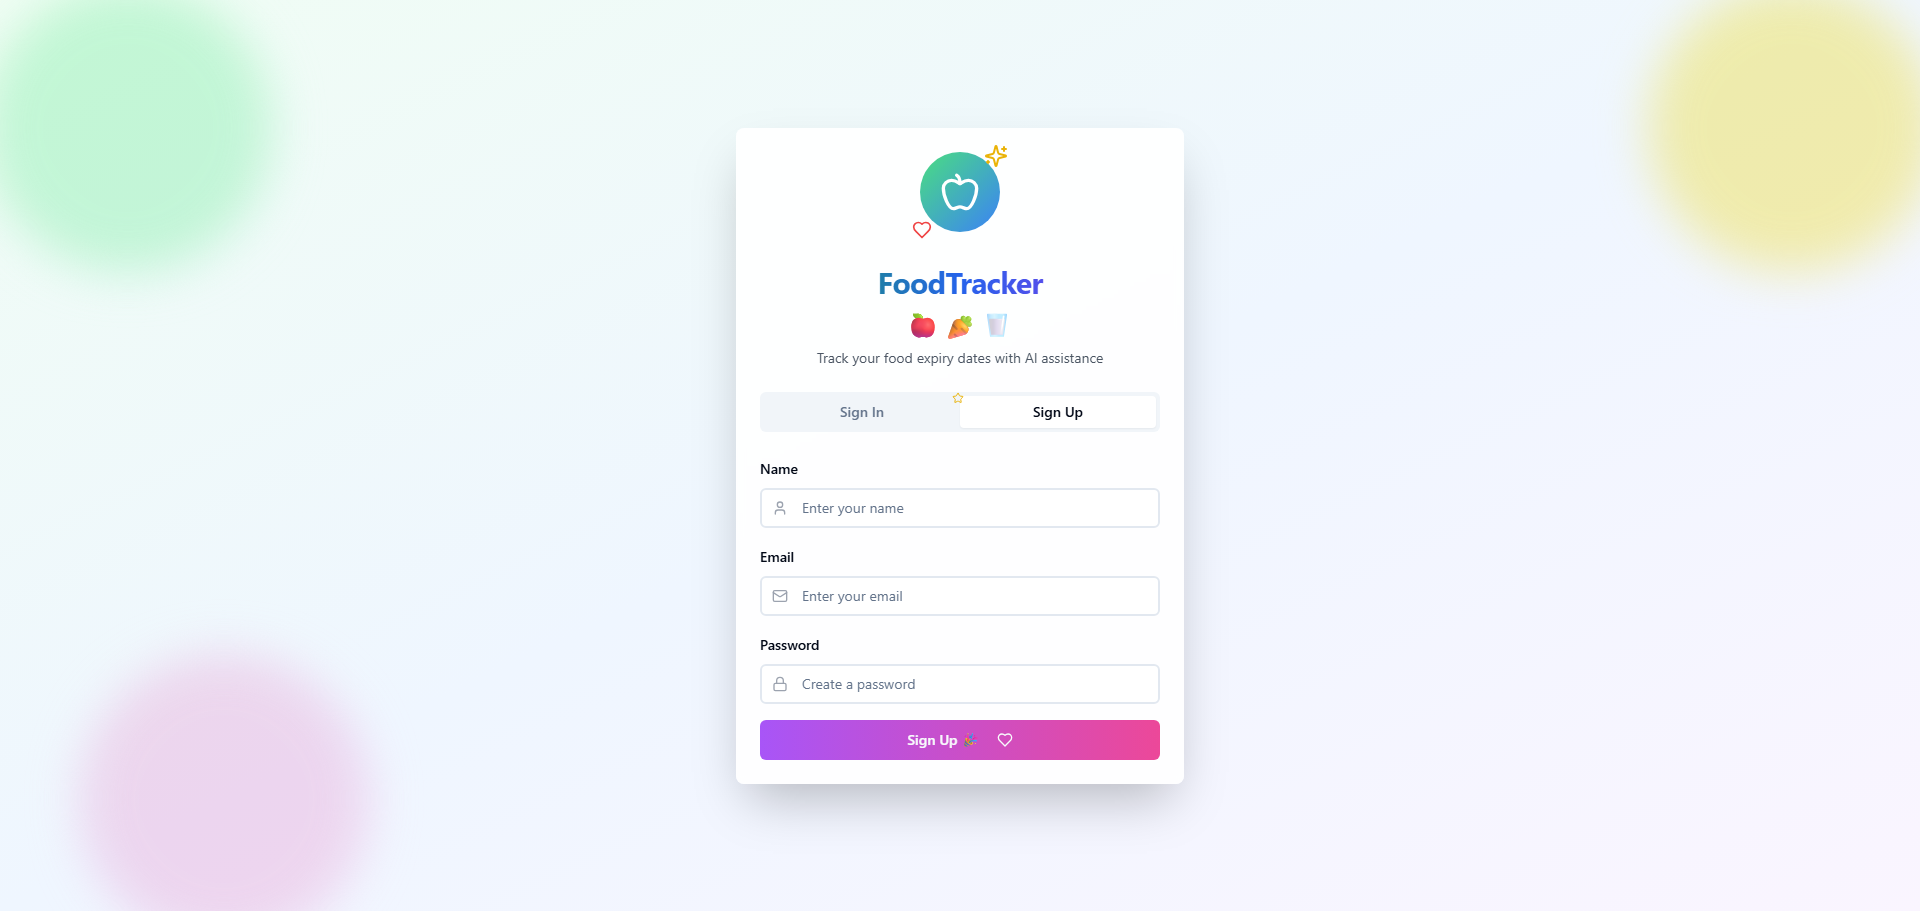 FoodTracker
Track your food expiry dates with AI assistance
Sign In
Sign Up
Name
Enter your name
Email
Enter your email
Password
Create a password
Sign Up